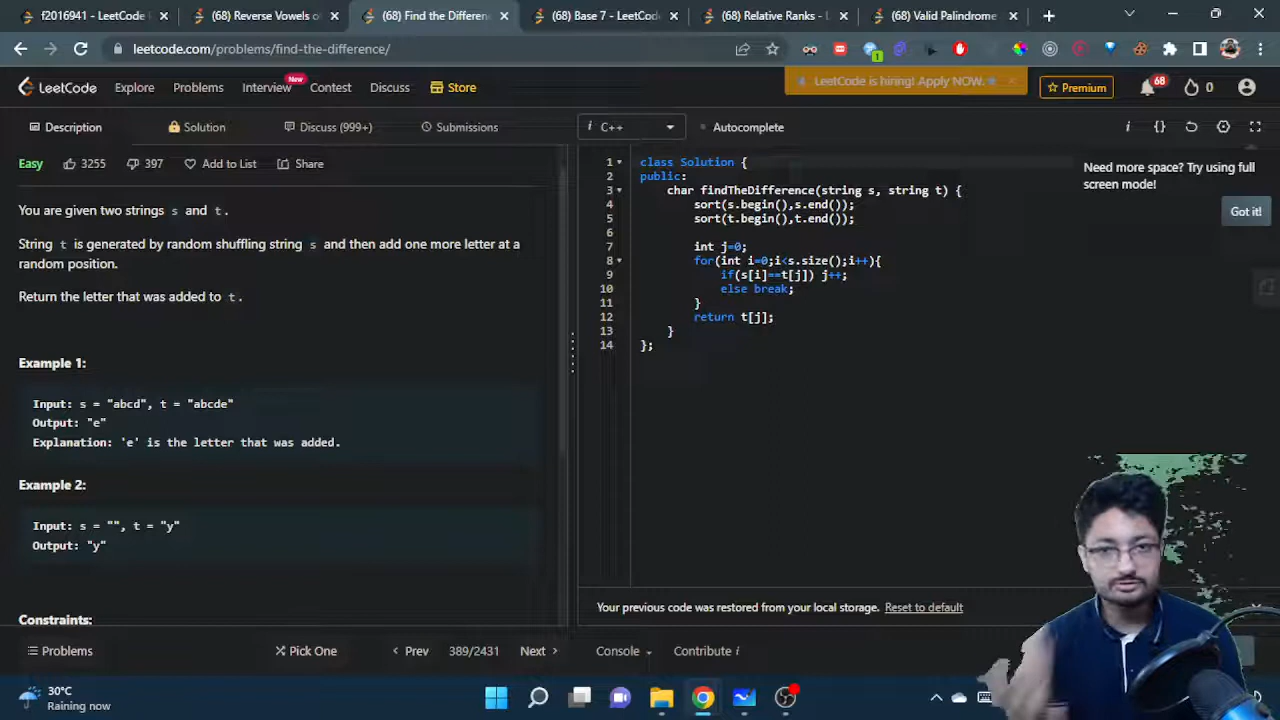 f2016941 - LeetCode
(68) Reverse Vowels o
(68) Find the Differen
(68) Base 7 - LeetCod
(68) Relative Ranks - L
(68) Valid Palindrome
leetcode.com/problems/find-the-difference/
1
LeetCode
Explore
Problems
Interview
New
Contest
Discuss
Store
LeetCode is hiring! Apply NOW.
Premium
68
0
Description
Solution
Discuss (999+)
Submissions
i C++
Autocomplete
Easy
3255
397
Add to List
Share
You are given two strings s and t.
String t is generated by random shuffling string s and then add one more letter at a
random position.
Return the letter that was added to t.
Example 1:
Input: s = "abcd", t = "abcde"
Output: "e"
Explanation: 'e' is the letter that was added.
Example 2:
Input: s = "", t = "y"
Output: "y"
Constraints:
1 class Solution {
2 public:
3 char findTheDifference(string s, string t) {
4 sort(s.begin(),s.end());
5 sort(t.begin(),t.end());
6
7 int j=0;
8 for(int i=0;i<s.size();i++){
9 if(s[i]==t[j]) j++;
10 else break;
11 }
12 return t[j];
13 }
14 };
Need more space? Try using full
screen mode!
Got it!
Your previous code was restored from your local storage. Reset to default
Problems
Pick One
Prev
389/2431
Next
Console
Contribute i
30°C
Raining now